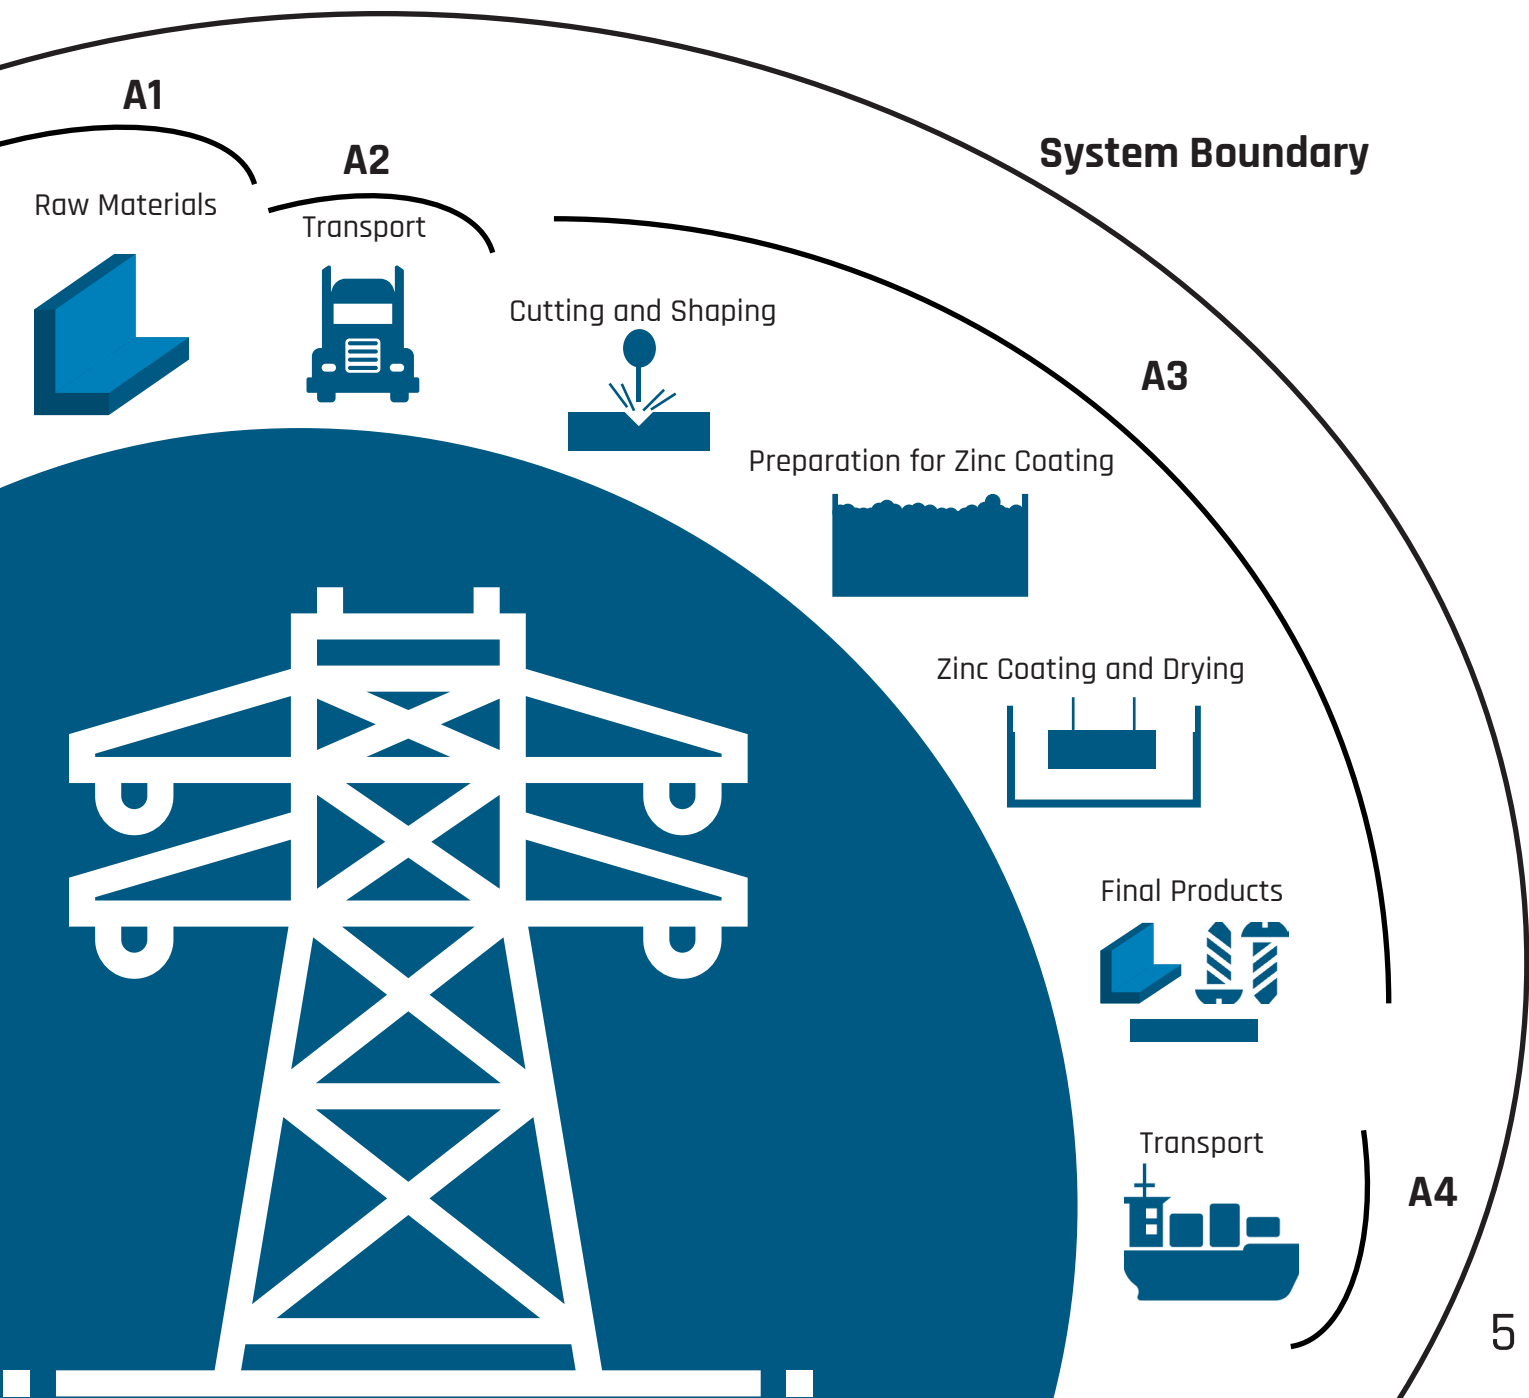 A1
A2
System Boundary
Raw Materials
Transport
Cutting and Shaping
A3
Preparation for Zinc Coating
Zinc Coating and Drying
Final Products
Transport
A4
5